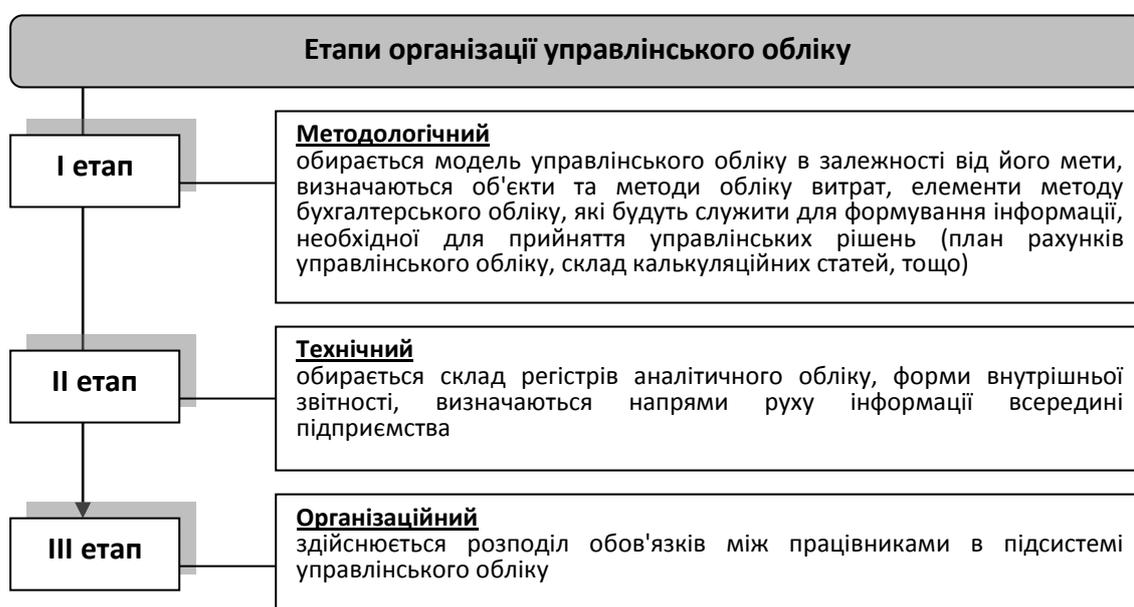 Етапи організації управлінського обліку
І етап
Методологічний
обирається модель управлінського обліку в залежності від його мети,
визначаються об'єкти та методи обліку витрат, елементи методу
бухгалтерського обліку, які будуть служити для формування інформації,
необхідної для прийняття управлінських рішень (план рахунків
управлінського обліку, склад калькуляційних статей, тощо)
ІІ етап
Технічний
обирається склад регістрів аналітичного обліку, форми внутрішньої
звітності, визначаються напрями руху інформації всередині
підприємства
ІІІ етап
Організаційний
здійснюється розподіл обов'язків між працівниками в підсистемі
управлінського обліку